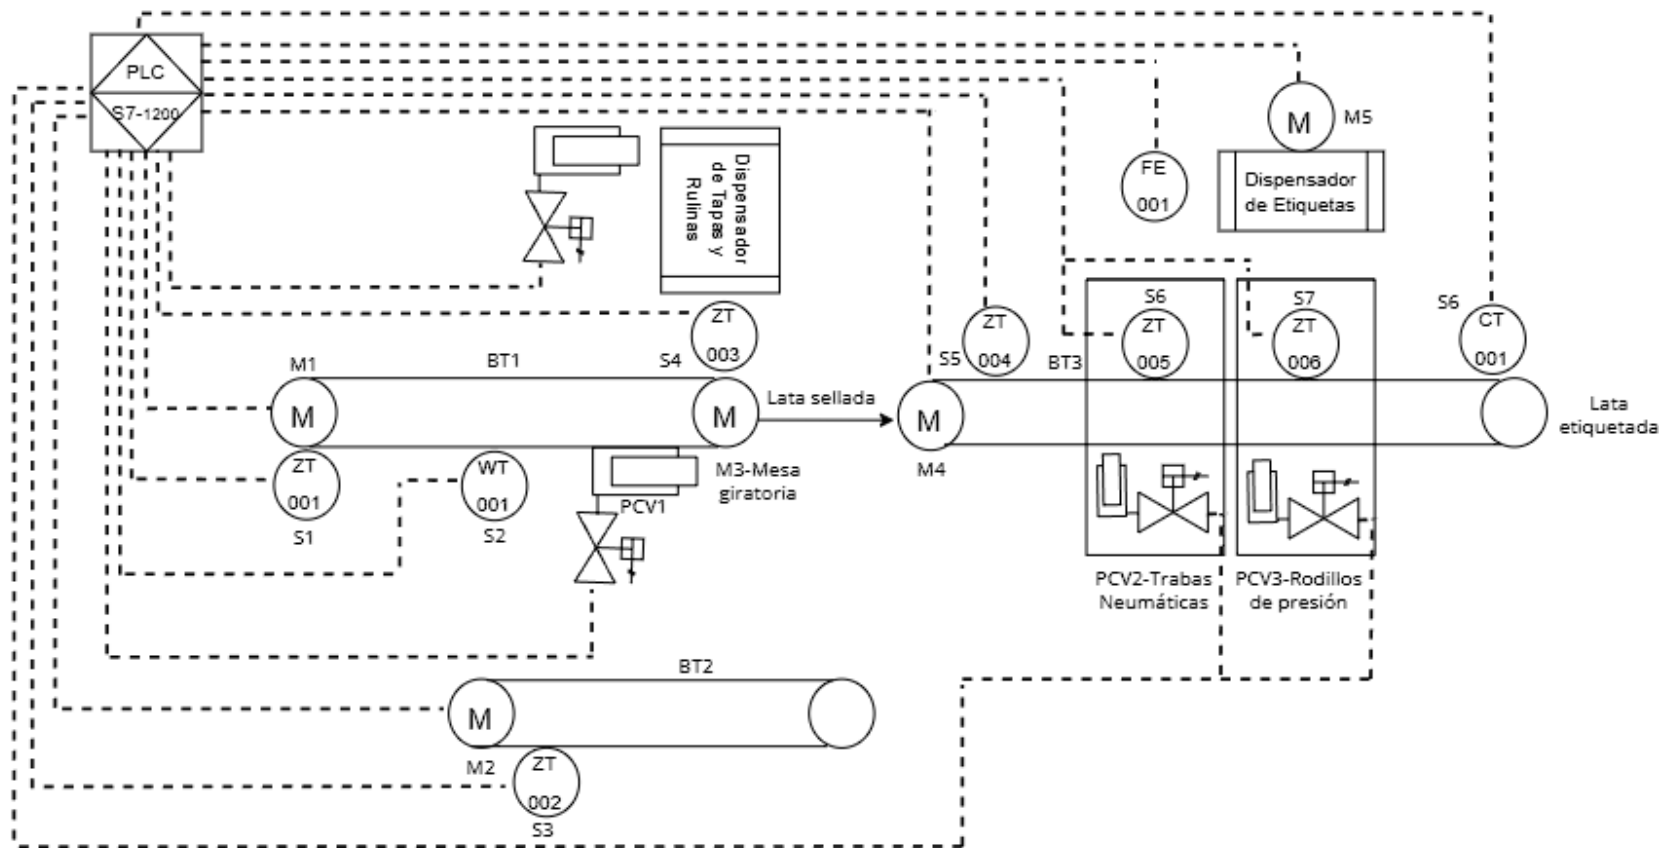 PLC
S7-1200
Dispensador
de Tapas y
Rulinas
M
M5
FE
001
Dispensador
de Etiquetas
ZT
003
S4
M1
BT1
M
M
Lata sellada
M3-Mesa
giratoria
ZT
001
S1
WT
001
S2
PCV1
S5
ZT
004
BT3
S6
ZT
005
S7
ZT
006
S6
CT
001
M
M4
Lata
etiquetada
PCV2-Trabas
Neumáticas
PCV3-Rodillos
de presión
BT2
M
M2
ZT
002
S3